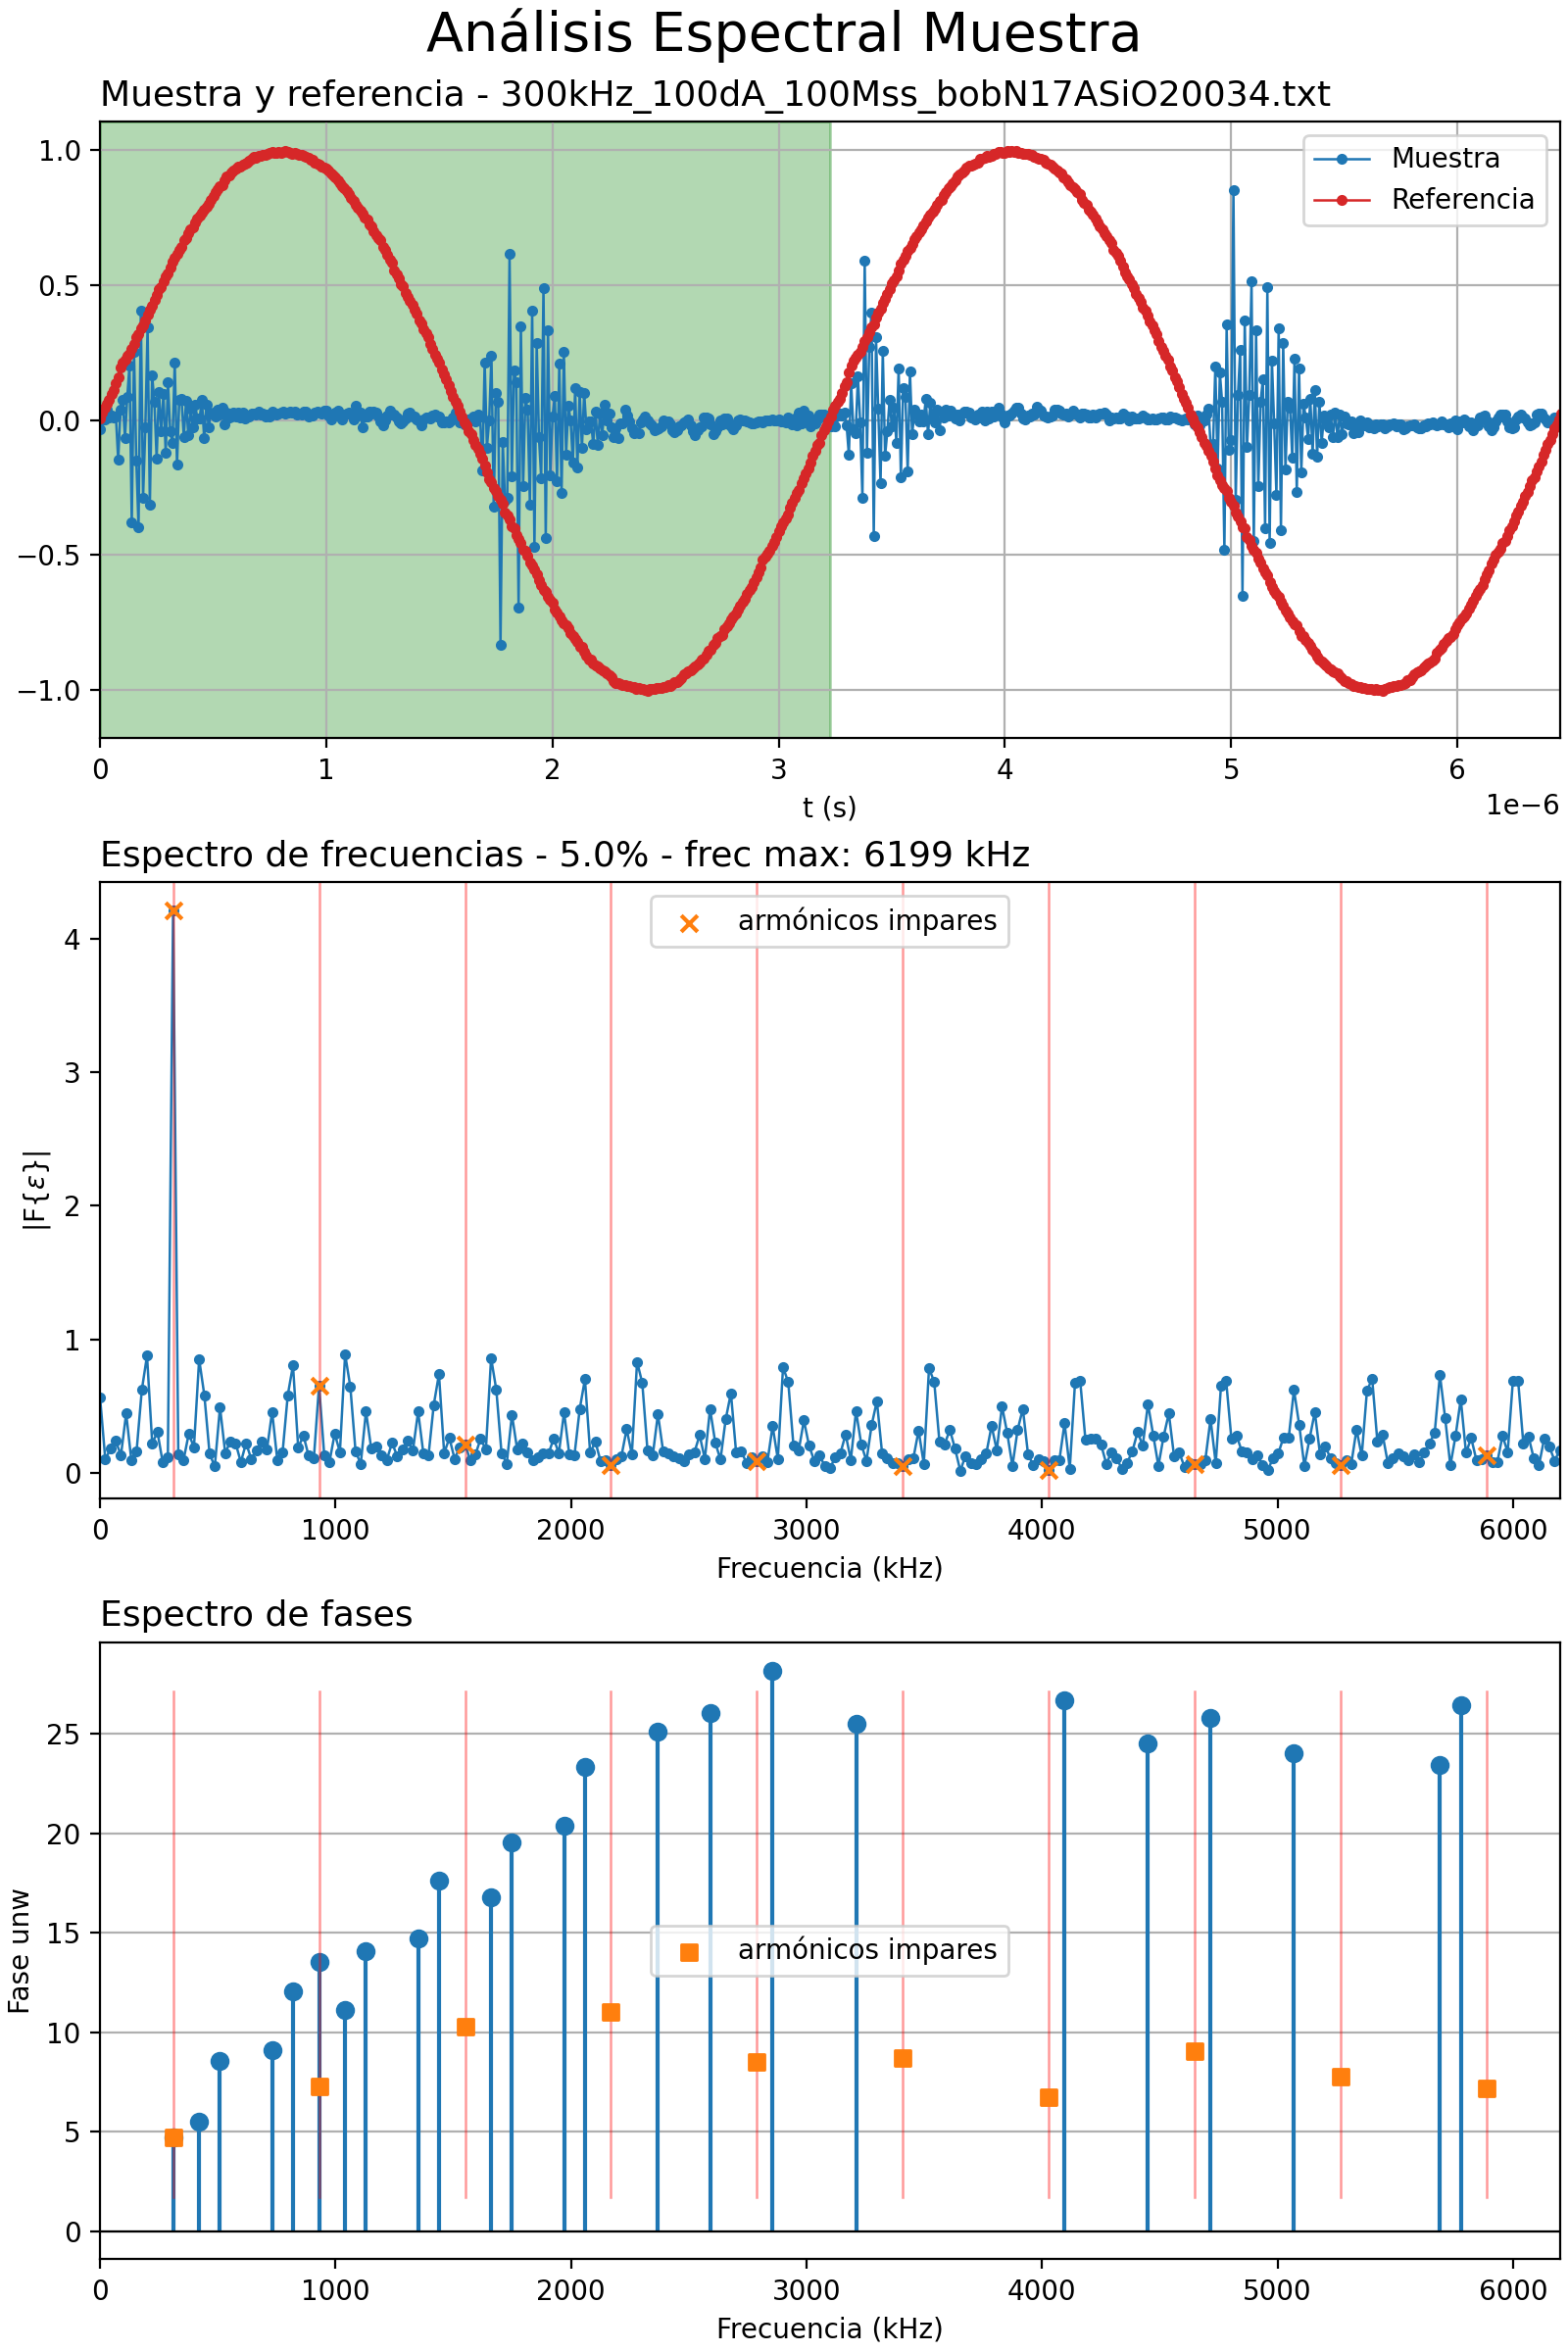 Análisis Espectral Muestra
Muestra y referencia - 300kHz_100dA_100Mss_bobN17ASiO20034.txt
1.0
0.5
0.0
−0.5
−1.0
Muestra
Referencia
0 1 2 3 4 5 6
t (s)
1e−6
Espectro de frecuencias - 5.0% - frec max: 6199 kHz
armónicos impares
4
3
2
1
0
|F{ε}|
0 1000 2000 3000 4000 5000 6000
Frecuencia (kHz)
Espectro de fases
25
20
15
10
5
0
Fase unw
armónicos impares
0 1000 2000 3000 4000 5000 6000
Frecuencia (kHz)